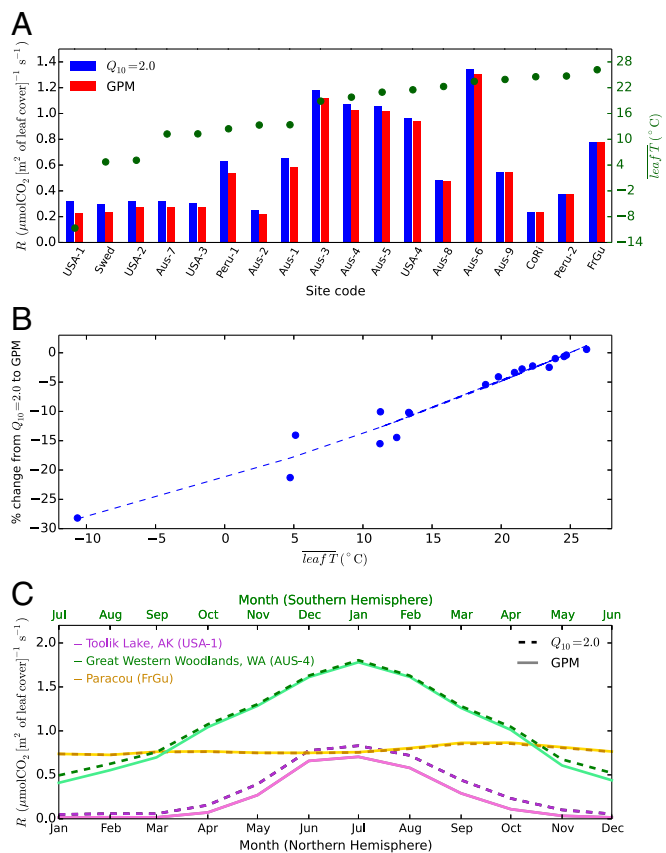 A
R (μmolCO₂ [m² of leaf cover]⁻¹ s⁻¹)
1.4
1.2
1.0
0.8
0.6
0.4
0.2
0.0
Q₁₀=2.0
GPM
28
22
16
10
4
−2
−8
−14
leaf T (°C)
USA-1
Swed
USA-2
Aus-7
USA-3
Peru-1
Aus-2
Aus-1
Aus-3
Aus-4
Aus-5
USA-4
Aus-8
Aus-6
Aus-9
CoRi
Peru-2
FrGu
Site code
B
% change from Q₁₀=2.0 to GPM
0
−5
−10
−15
−20
−25
−30
−10 −5 0 5 10 15 20 25
leaf T (°C)
C
Month (Southern Hemisphere)
Jul Aug Sep Oct Nov Dec Jan Feb Mar Apr May Jun
R (μmolCO₂ [m² of leaf cover]⁻¹ s⁻¹)
2.0
1.5
1.0
0.5
0.0
Toolik Lake, AK (USA-1)
Great Western Woodlands, WA (AUS-4)
Paracou (FrGu)
Q₁₀=2.0
GPM
Jan Feb Mar Apr May Jun Jul Aug Sep Oct Nov Dec
Month (Northern Hemisphere)